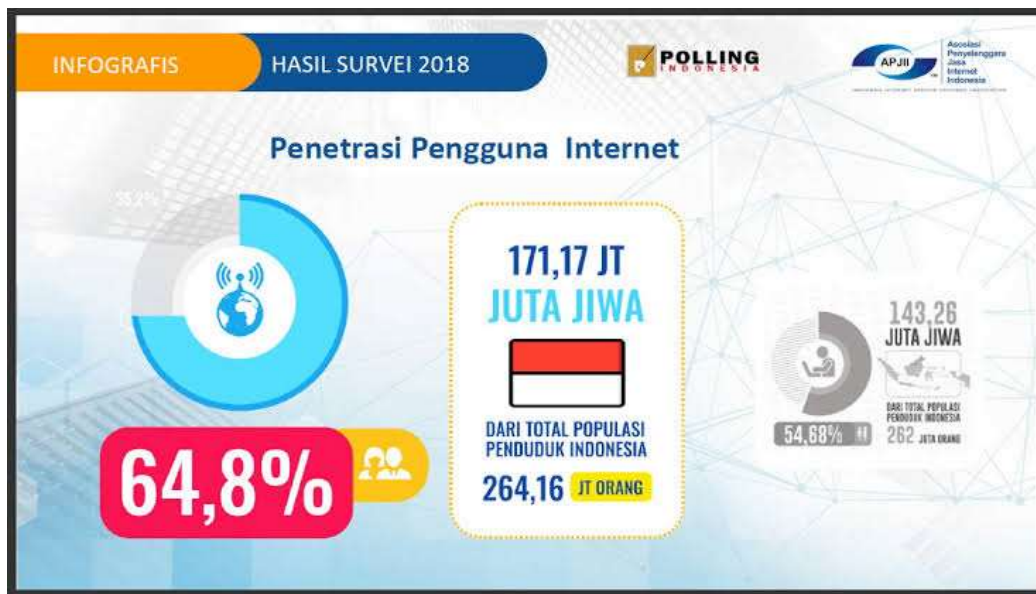 INFOGRAFIS
HASIL SURVEI 2018
POLLING
INDONESIA
APJII
Asosiasi
Penyelenggara
Jasa
Internet
Indonesia
Penetrasi Pengguna Internet
35,2%
64,8%
171,17 JT
JUTA JIWA
DARI TOTAL POPULASI
PENDUDUK INDONESIA
264,16 JT ORANG
143,26
JUTA JIWA
DARI TOTAL POPULASI
PENDUDUK INDONESIA
262 JUTA ORANG
54,68%